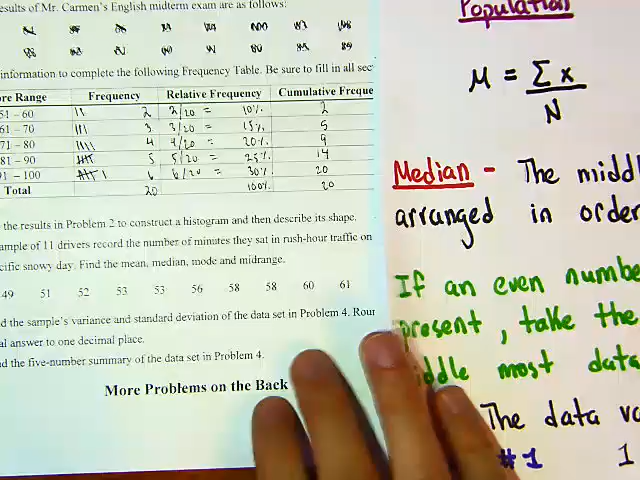 results of Mr. Carmen's English midterm exam are as follows:
information to complete the following Frequency Table. Be sure to fill in all sec
ore Range Frequency Relative Frequency Cumulative Freque
51 – 60 || 2 2/20 = 10% 2
61 – 70 ||| 3 3/20 = 15% 5
71 – 80 |||| 4 4/20 = 20% 9
81 – 90 5 5/20 = 25% 14
91 – 100 6 6/20 = 30% 20
Total 20 100% 20
the results in Problem 2 to construct a histogram and then describe its shape.
ample of 11 drivers record the number of minutes they sat in rush-hour traffic on
cific snowy day. Find the mean, median, mode and midrange.
49 51 52 53 53 56 58 58 60 61
d the sample's variance and standard deviation of the data set in Problem 4. Roun
al answer to one decimal place.
d the five-number summary of the data set in Problem 4.
More Problems on the Back
Population
μ = Σx
N
Median - The middl
arranged in order
If an even number
present, take the
iddle most data
The data va
#1 1